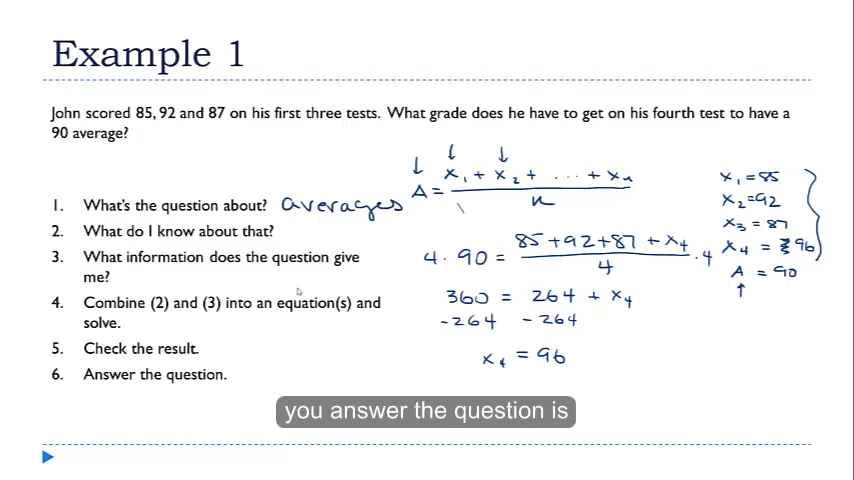 Example 1
John scored 85, 92 and 87 on his first three tests. What grade does he have to get on his fourth test to have a
90 average?
1. What's the question about? averages
2. What do I know about that?
3. What information does the question give
me?
4. Combine (2) and (3) into an equation(s) and
solve.
5. Check the result.
6. Answer the question.
A = (x₁ + x₂ + ... + xₙ) / n
4 · 90 = (85 + 92 + 87 + x₄) / 4 · 4
360 = 264 + x₄
-264 -264
x₄ = 96
x₁ = 85
x₂ = 92
x₃ = 87
x₄ = 96
A = 90
you answer the question is